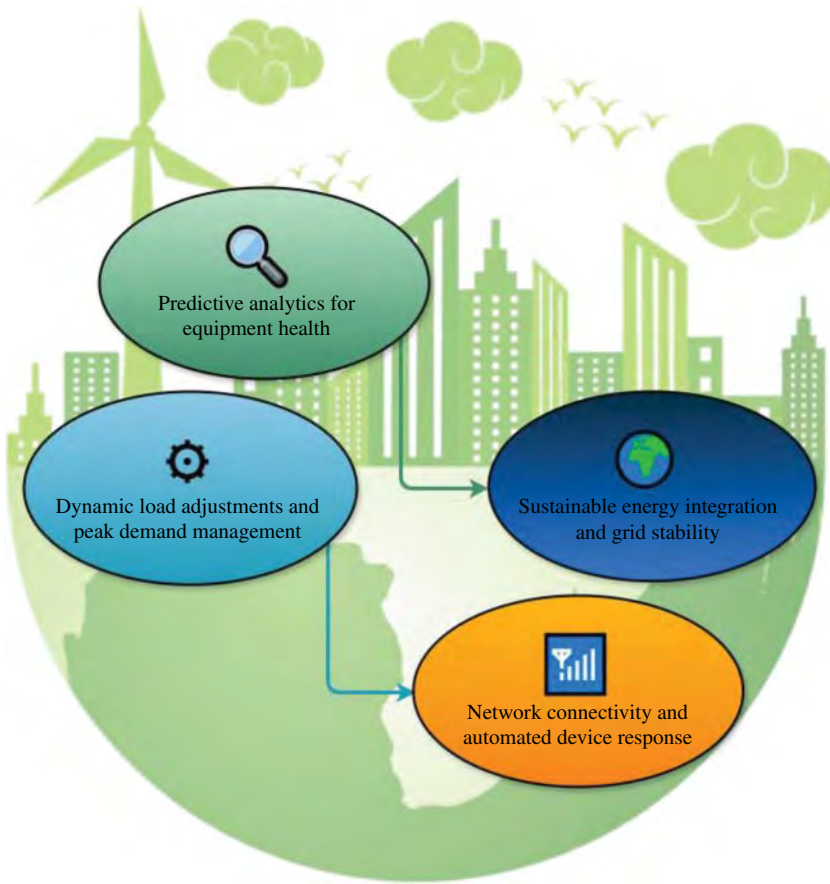 Predictive analytics for
equipment health
Dynamic load adjustments and
peak demand management
Sustainable energy integration
and grid stability
Network connectivity and
automated device response